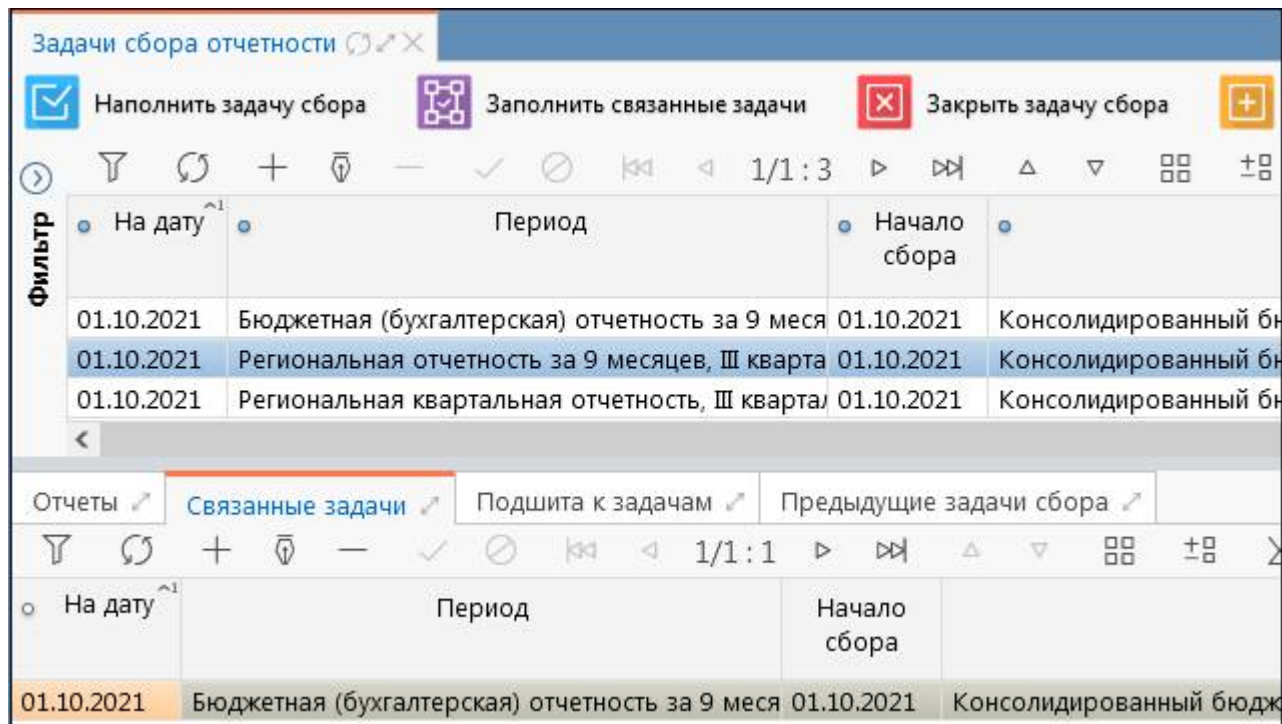 Задачи сбора отчетности
Наполнить задачу сбора Заполнить связанные задачи Закрыть задачу сбора
1/1 : 3
Фильтр
На дату ^1 Период Начало сбора
01.10.2021 Бюджетная (бухгалтерская) отчетность за 9 меся 01.10.2021 Консолидированный бн
01.10.2021 Региональная отчетность за 9 месяцев, III кварта 01.10.2021 Консолидированный бн
01.10.2021 Региональная квартальная отчетность, III квартал 01.10.2021 Консолидированный бн
Отчеты Связанные задачи Подшита к задачам Предыдущие задачи сбора
1/1 : 1
На дату ^1 Период Начало сбора
01.10.2021 Бюджетная (бухгалтерская) отчетность за 9 меся 01.10.2021 Консолидированный бюдж